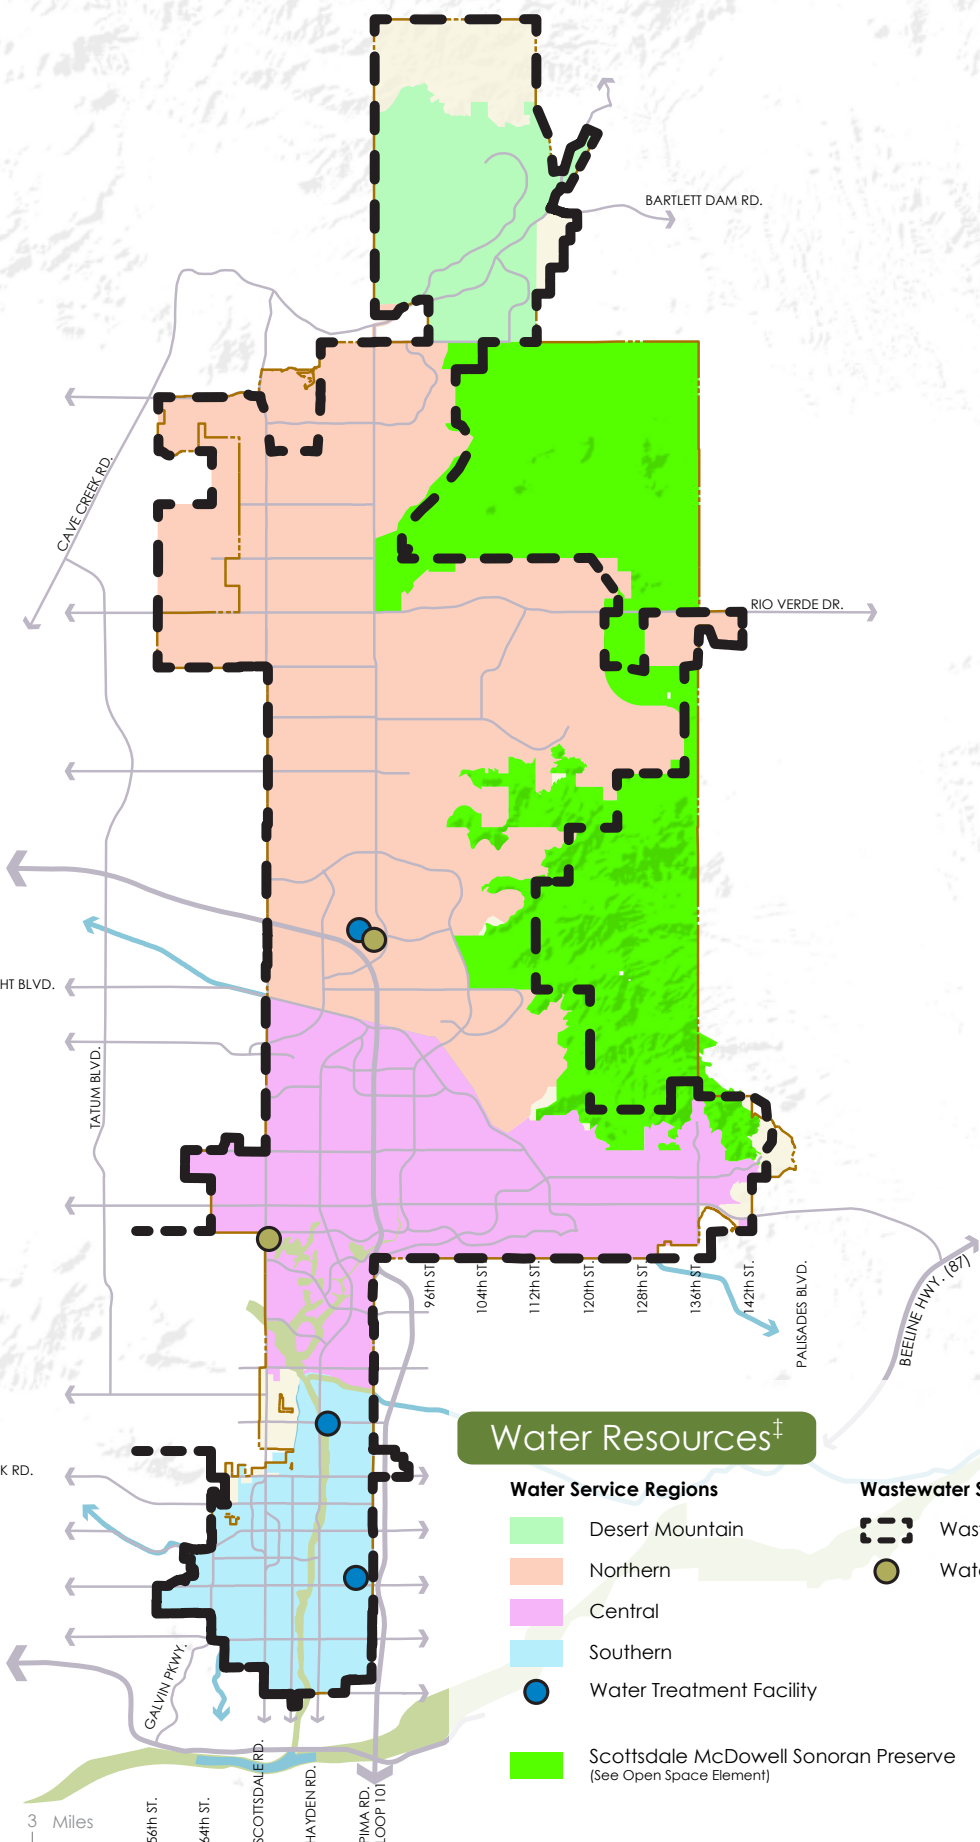 BARTLETT DAM RD.
CAVE CREEK RD.
RIO VERDE DR.
HT BLVD.
TATUM BLVD.
96th ST.
104th ST.
112th ST.
120th ST.
128th ST.
136th ST.
142th ST.
PALISADES BLVD.
BEELINE HWY. (87)
K RD.
Water Resources‡
Water Service Regions
Desert Mountain
Northern
Central
Southern
Water Treatment Facility
Scottsdale McDowell Sonoran Preserve
(See Open Space Element)
Wastewater S
Was
Wate
GALVIN PKWY.
56th ST.
64th ST.
SCOTTSDALE RD.
HAYDEN RD.
PIMA RD.
LOOP 101
3 Miles